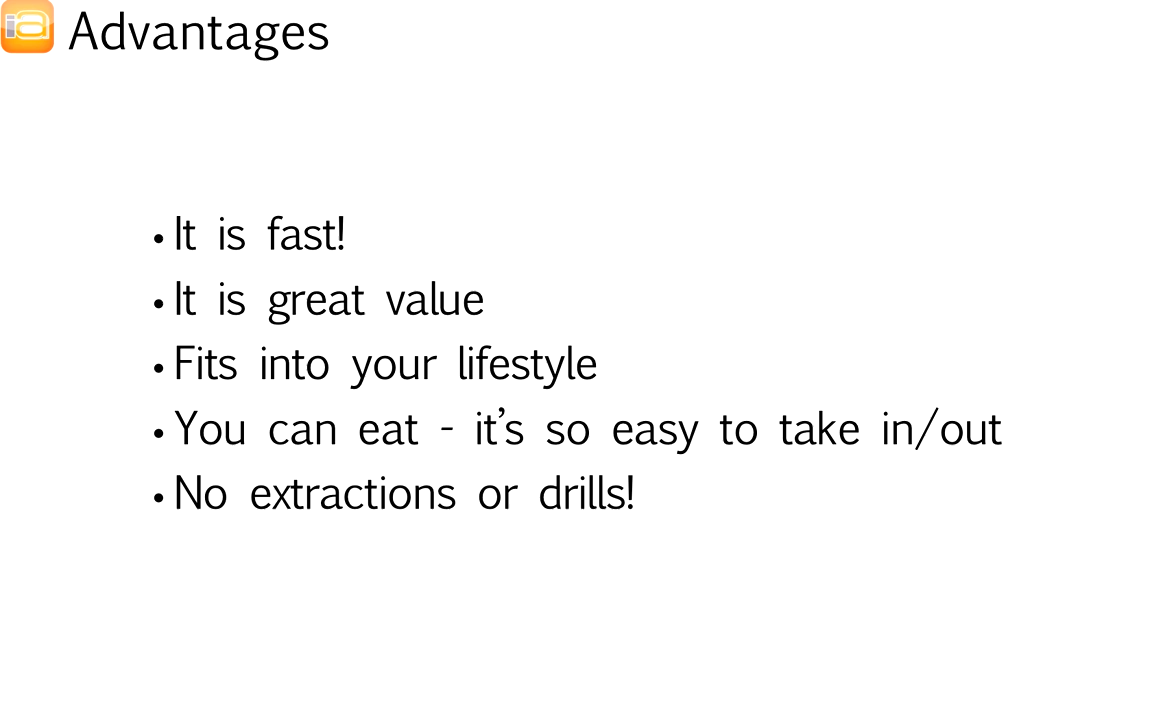 ia Advantages
• It is fast!
• It is great value
• Fits into your lifestyle
• You can eat - it’s so easy to take in/out
• No extractions or drills!